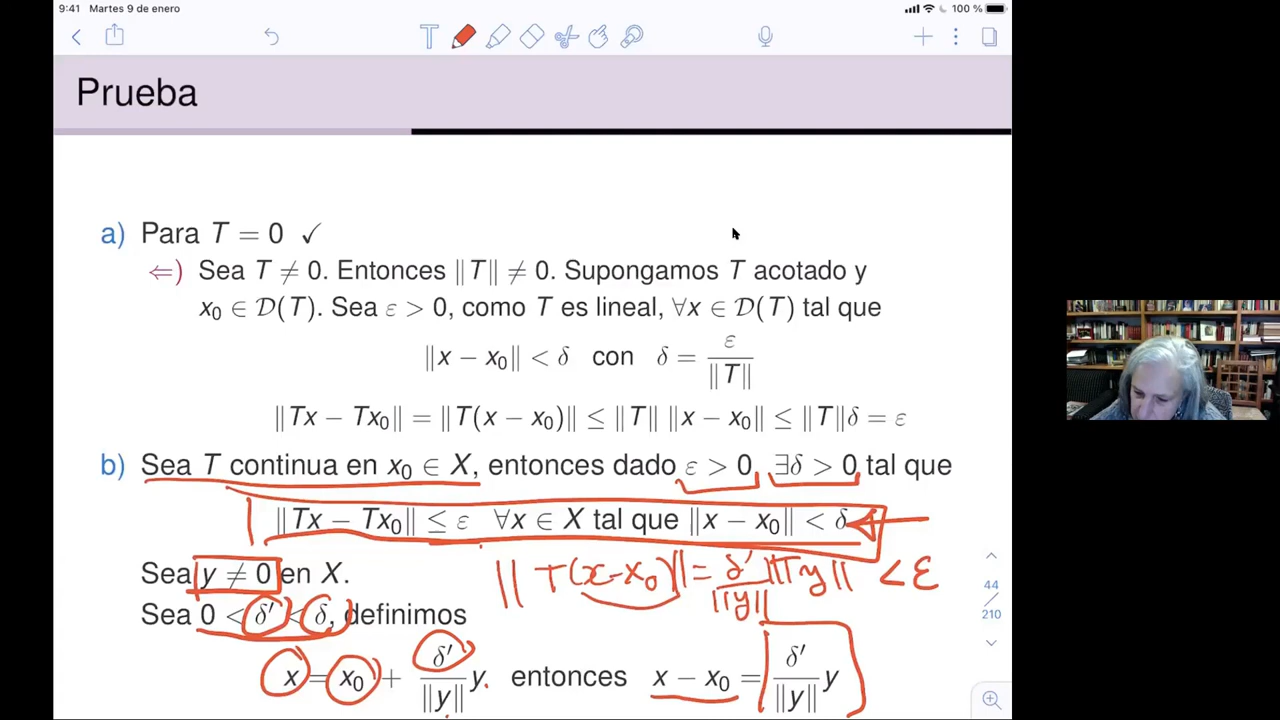 9:41 Martes 9 de enero 100 %
Prueba
a) Para T = 0 ✓
⇐) Sea T ≠ 0. Entonces ‖T‖ ≠ 0. Supongamos T acotado y
x₀ ∈ 𝒟(T). Sea ε > 0, como T es lineal, ∀x ∈ 𝒟(T) tal que
‖x − x₀‖ < δ con δ = ε / ‖T‖
‖Tx − Tx₀‖ = ‖T(x − x₀)‖ ≤ ‖T‖ ‖x − x₀‖ ≤ ‖T‖δ = ε
b) Sea T continua en x₀ ∈ X, entonces dado ε > 0, ∃δ > 0 tal que
‖Tx − Tx₀‖ ≤ ε ∀x ∈ X tal que ‖x − x₀‖ < δ
Sea y ≠ 0 en X.
‖T(x−x₀)‖ = δ′ / ‖y‖ ‖Ty‖ < ε
Sea 0 < δ′ < δ, definimos
x = x₀ + δ′ / ‖y‖ y. entonces x − x₀ = δ′ / ‖y‖ y
44
210